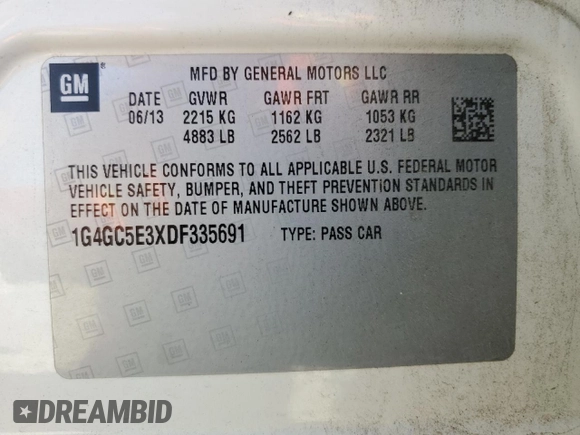 GM ® MFD BY GENERAL MOTORS LLC
DATE GVWR GAWR FRT GAWR RR
06/13 2215 KG 1162 KG 1053 KG
4883 LB 2562 LB 2321 LB
THIS VEHICLE CONFORMS TO ALL APPLICABLE U.S. FEDERAL MOTOR
VEHICLE SAFETY, BUMPER, AND THEFT PREVENTION STANDARDS IN
EFFECT ON THE DATE OF MANUFACTURE SHOWN ABOVE.
1G4GC5E3XDF335691 TYPE: PASS CAR
DREAMBID